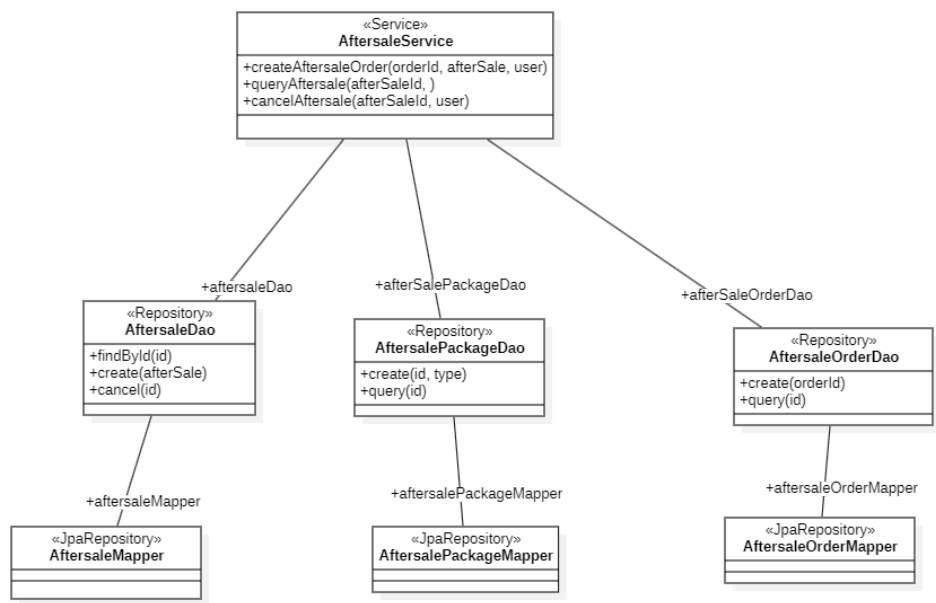 «Service»
AftersaleService
+createAftersaleOrder(orderId, afterSale, user)
+queryAftersale(afterSaleId, )
+cancelAftersale(afterSaleId, user)
+aftersaleDao
+afterSalePackageDao
+afterSaleOrderDao
«Repository»
AftersaleDao
+findById(id)
+create(afterSale)
+cancel(id)
«Repository»
AftersalePackageDao
+create(id, type)
+query(id)
«Repository»
AftersaleOrderDao
+create(orderId)
+query(id)
+aftersaleMapper
+aftersalePackageMapper
+aftersaleOrderMapper
«JpaRepository»
AftersaleMapper
«JpaRepository»
AftersalePackageMapper
«JpaRepository»
AftersaleOrderMapper